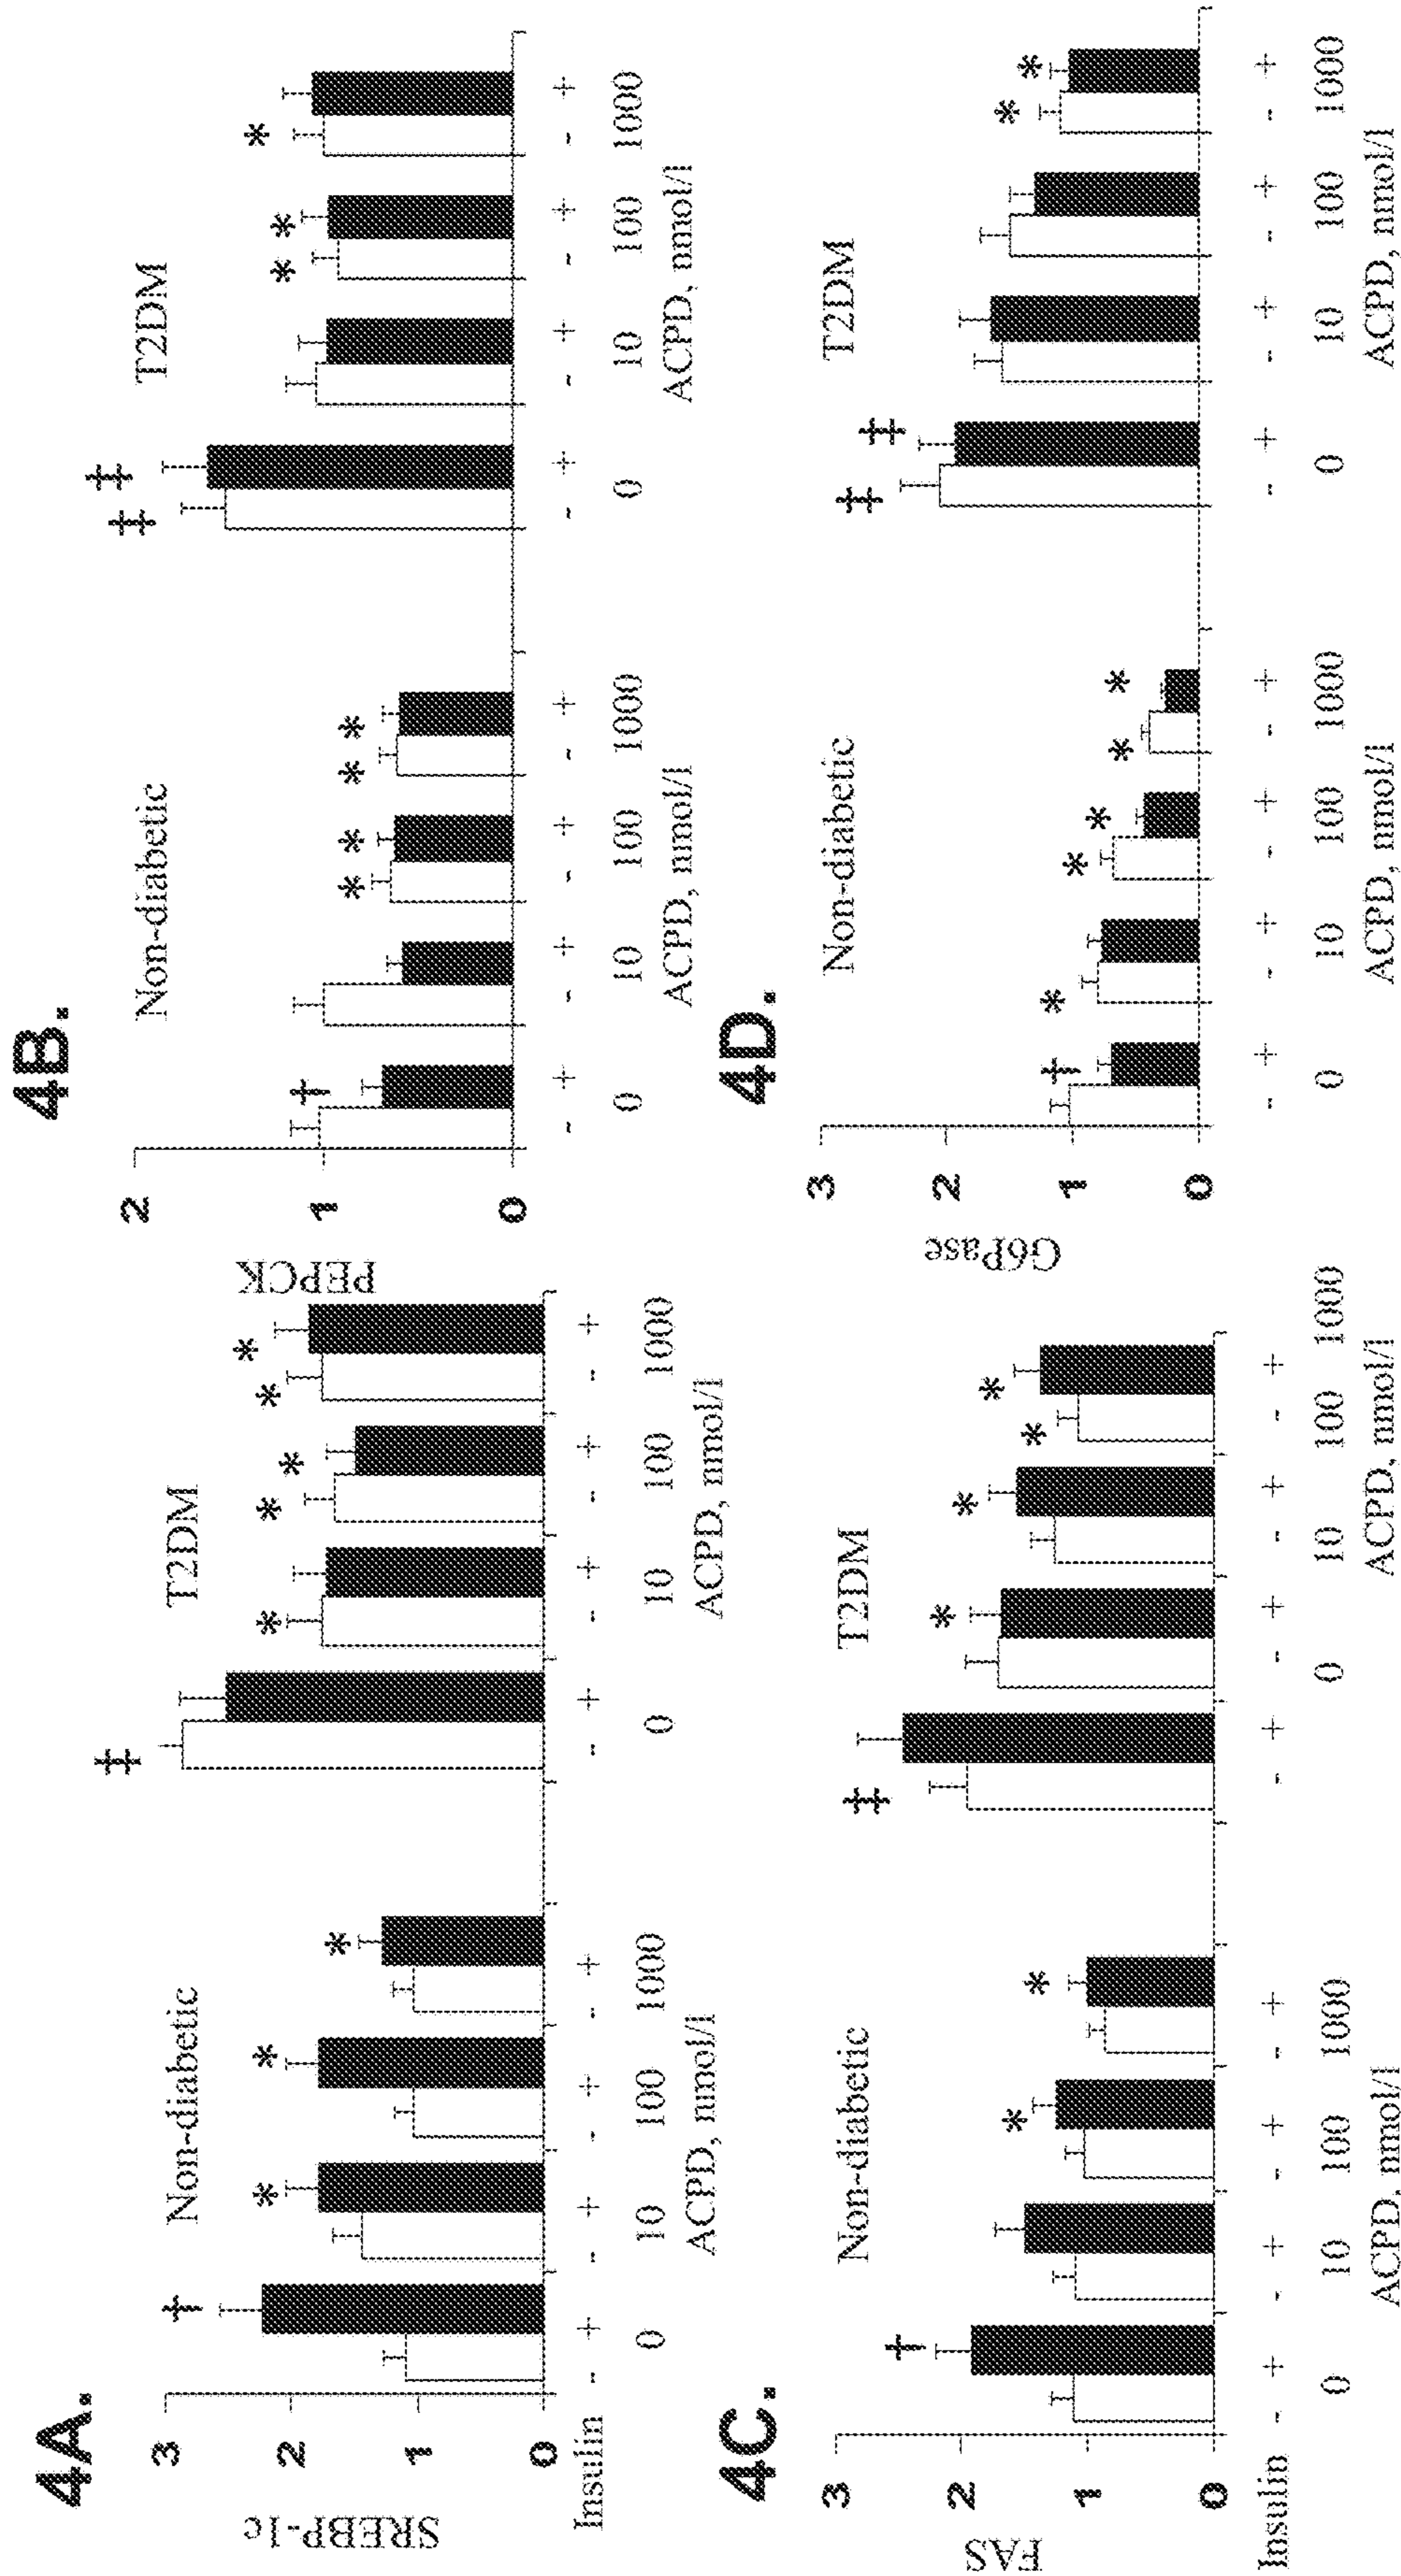 4A.
Non-diabetic T2DM
* * * * * * * *
† ‡
3
2
1
0
SREBP-1c
Insulin - + - + - + - + - + - + - + - +
0 10 100 1000 0 10 100 1000
ACPD, nmol/l ACPD, nmol/l
4B.
Non-diabetic T2DM
† * * * * ‡ ‡ * * *
2
1
0
PEPCK
- + - + - + - + - + - + - + - +
0 10 100 1000 0 10 100 1000
ACPD, nmol/l ACPD, nmol/l
4C.
Non-diabetic T2DM
† * * ‡ * * * *
3
2
1
0
FAS
Insulin - + - + - + - + - + - + - + - +
0 10 100 1000 0 10 100 1000
ACPD, nmol/l ACPD, nmol/l
4D.
Non-diabetic T2DM
† * * * * * ‡ ‡ * *
3
2
1
0
G6Pase
- + - + - + - + - + - + - + - +
0 10 100 1000 0 10 100 1000
ACPD, nmol/l ACPD, nmol/l